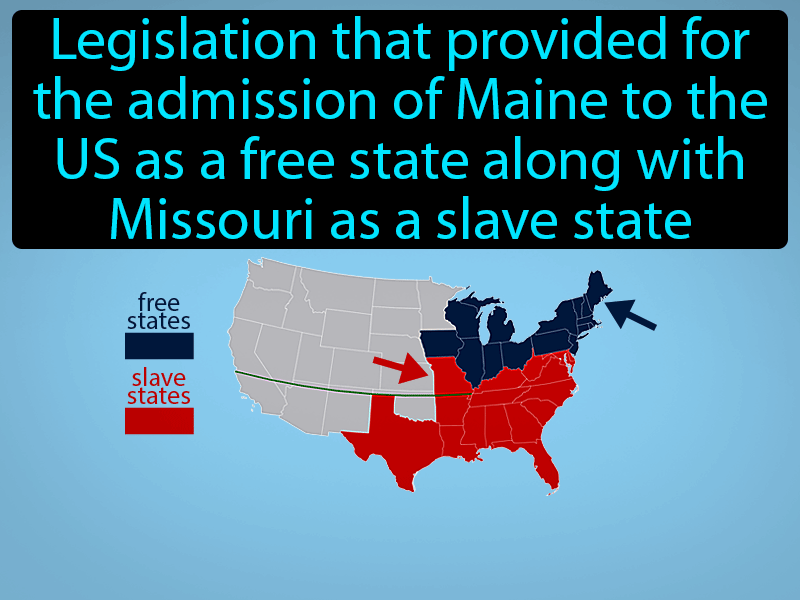 Legislation that provided for
the admission of Maine to the
US as a free state along with
Missouri as a slave state
free
states
slave
states